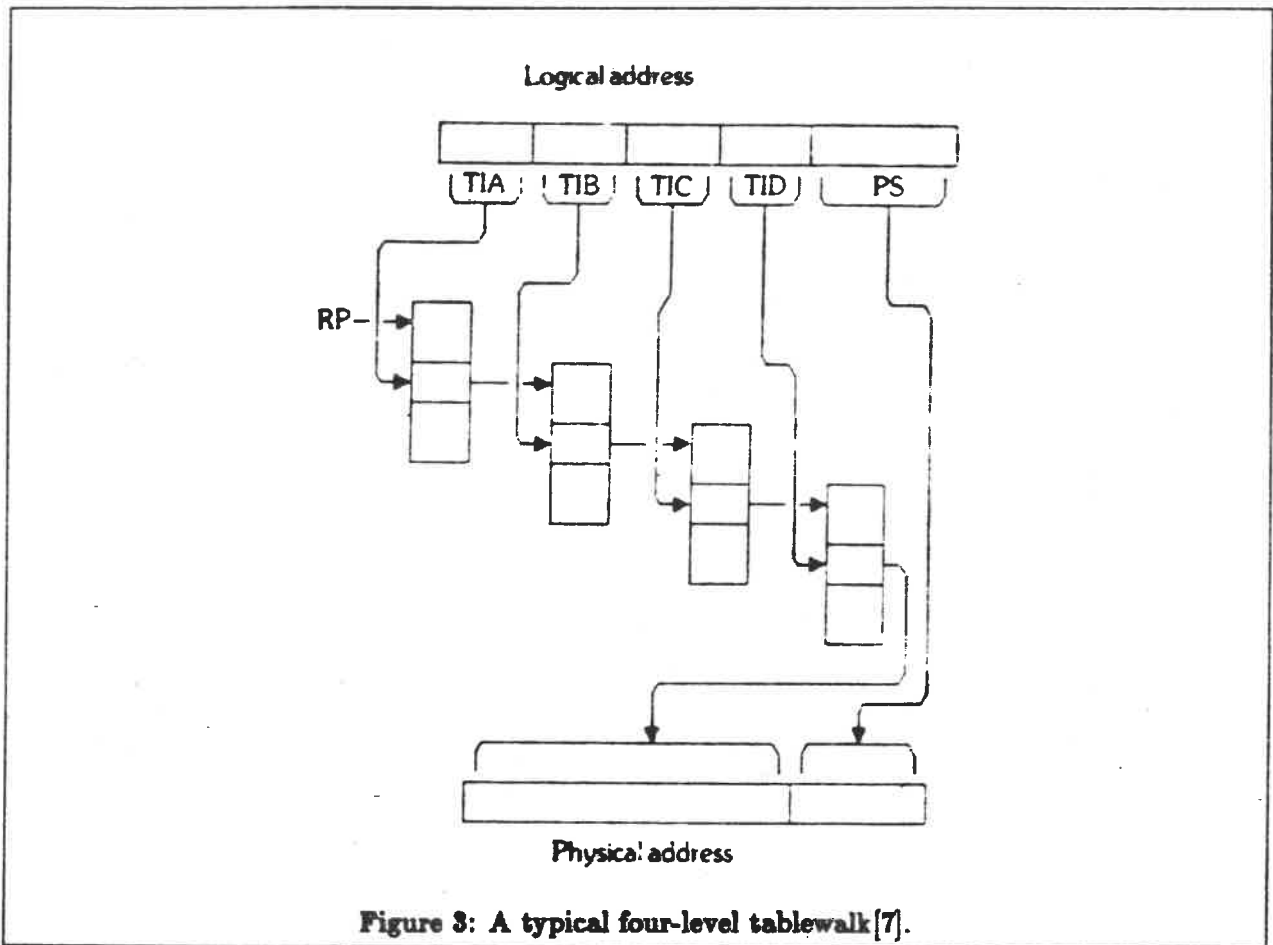 Logical address
TIA TIB TIC TID PS
RP
Physical address
Figure 3: A typical four-level tablewalk[7].